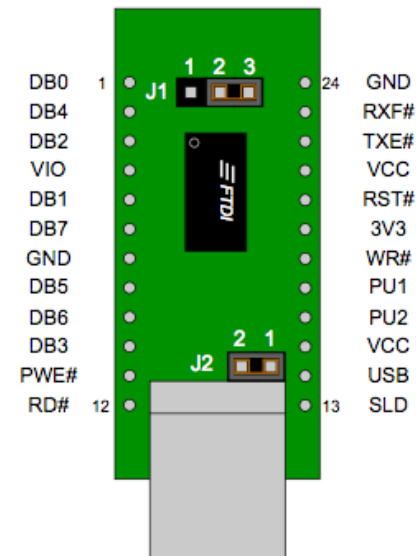 1 2 3
J1
DB0 1 24 GND
DB4 RXF#
DB2 TXE#
VIO VCC
DB1 RST#
DB7 3V3
GND WR#
DB5 PU1
DB6 PU2
DB3 VCC
PWE# USB
RD# 12 13 SLD
FTDI
2 1
J2